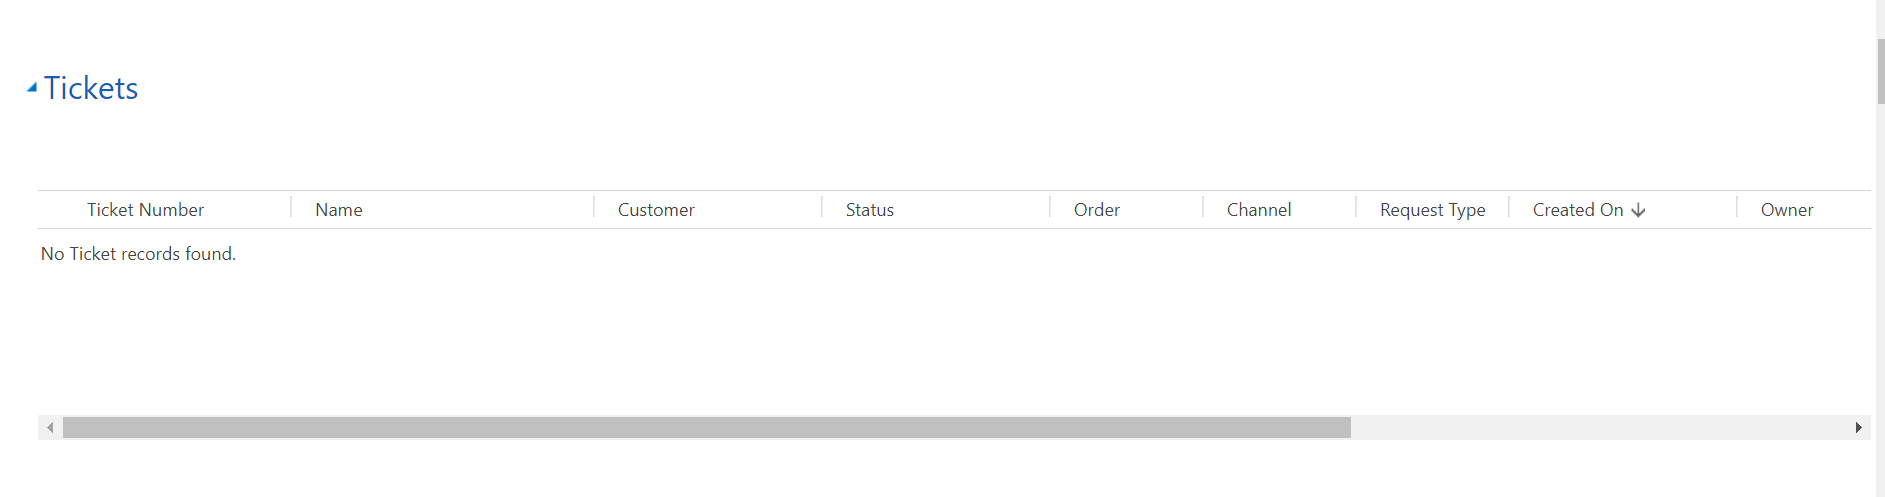 Tickets
Ticket Number Name Customer Status Order Channel Request Type Created On Owner
No Ticket records found.